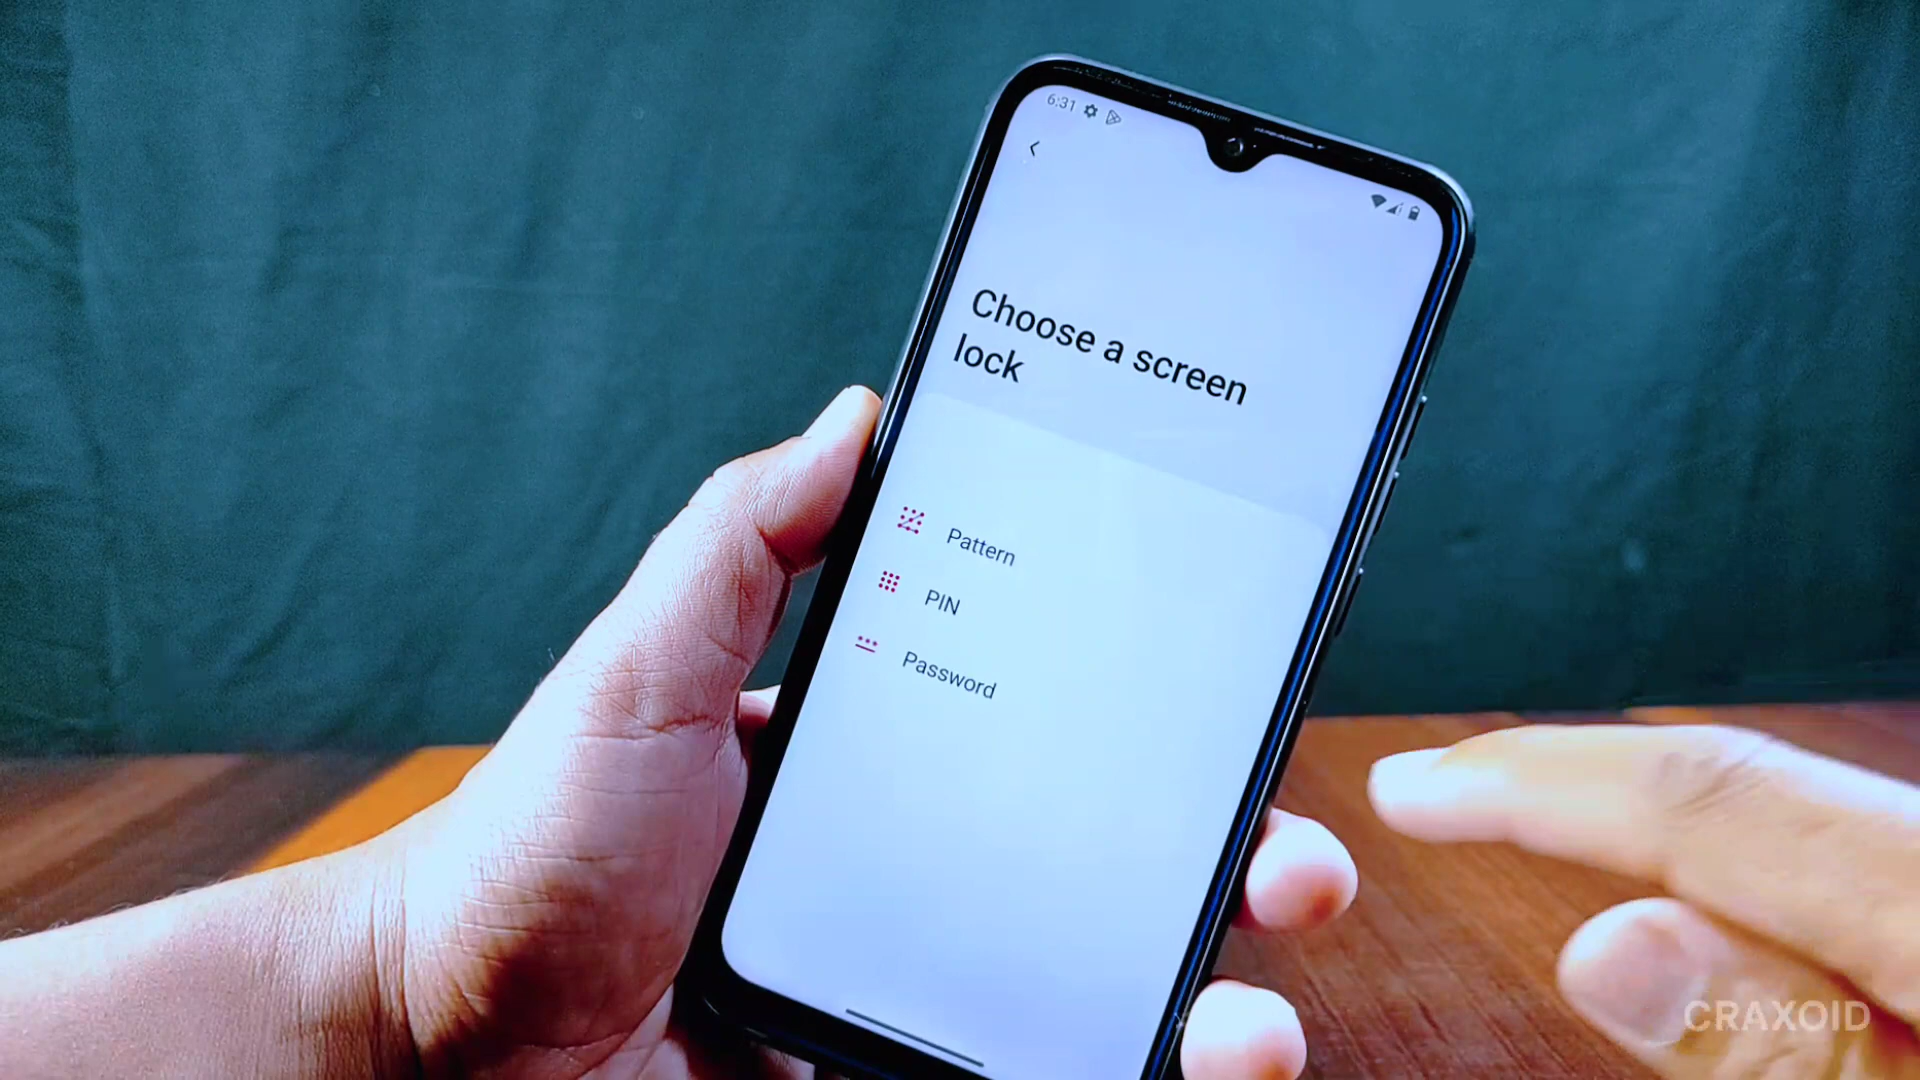 6:31
Choose a screen
lock
Pattern
PIN
Password
CRAXOID